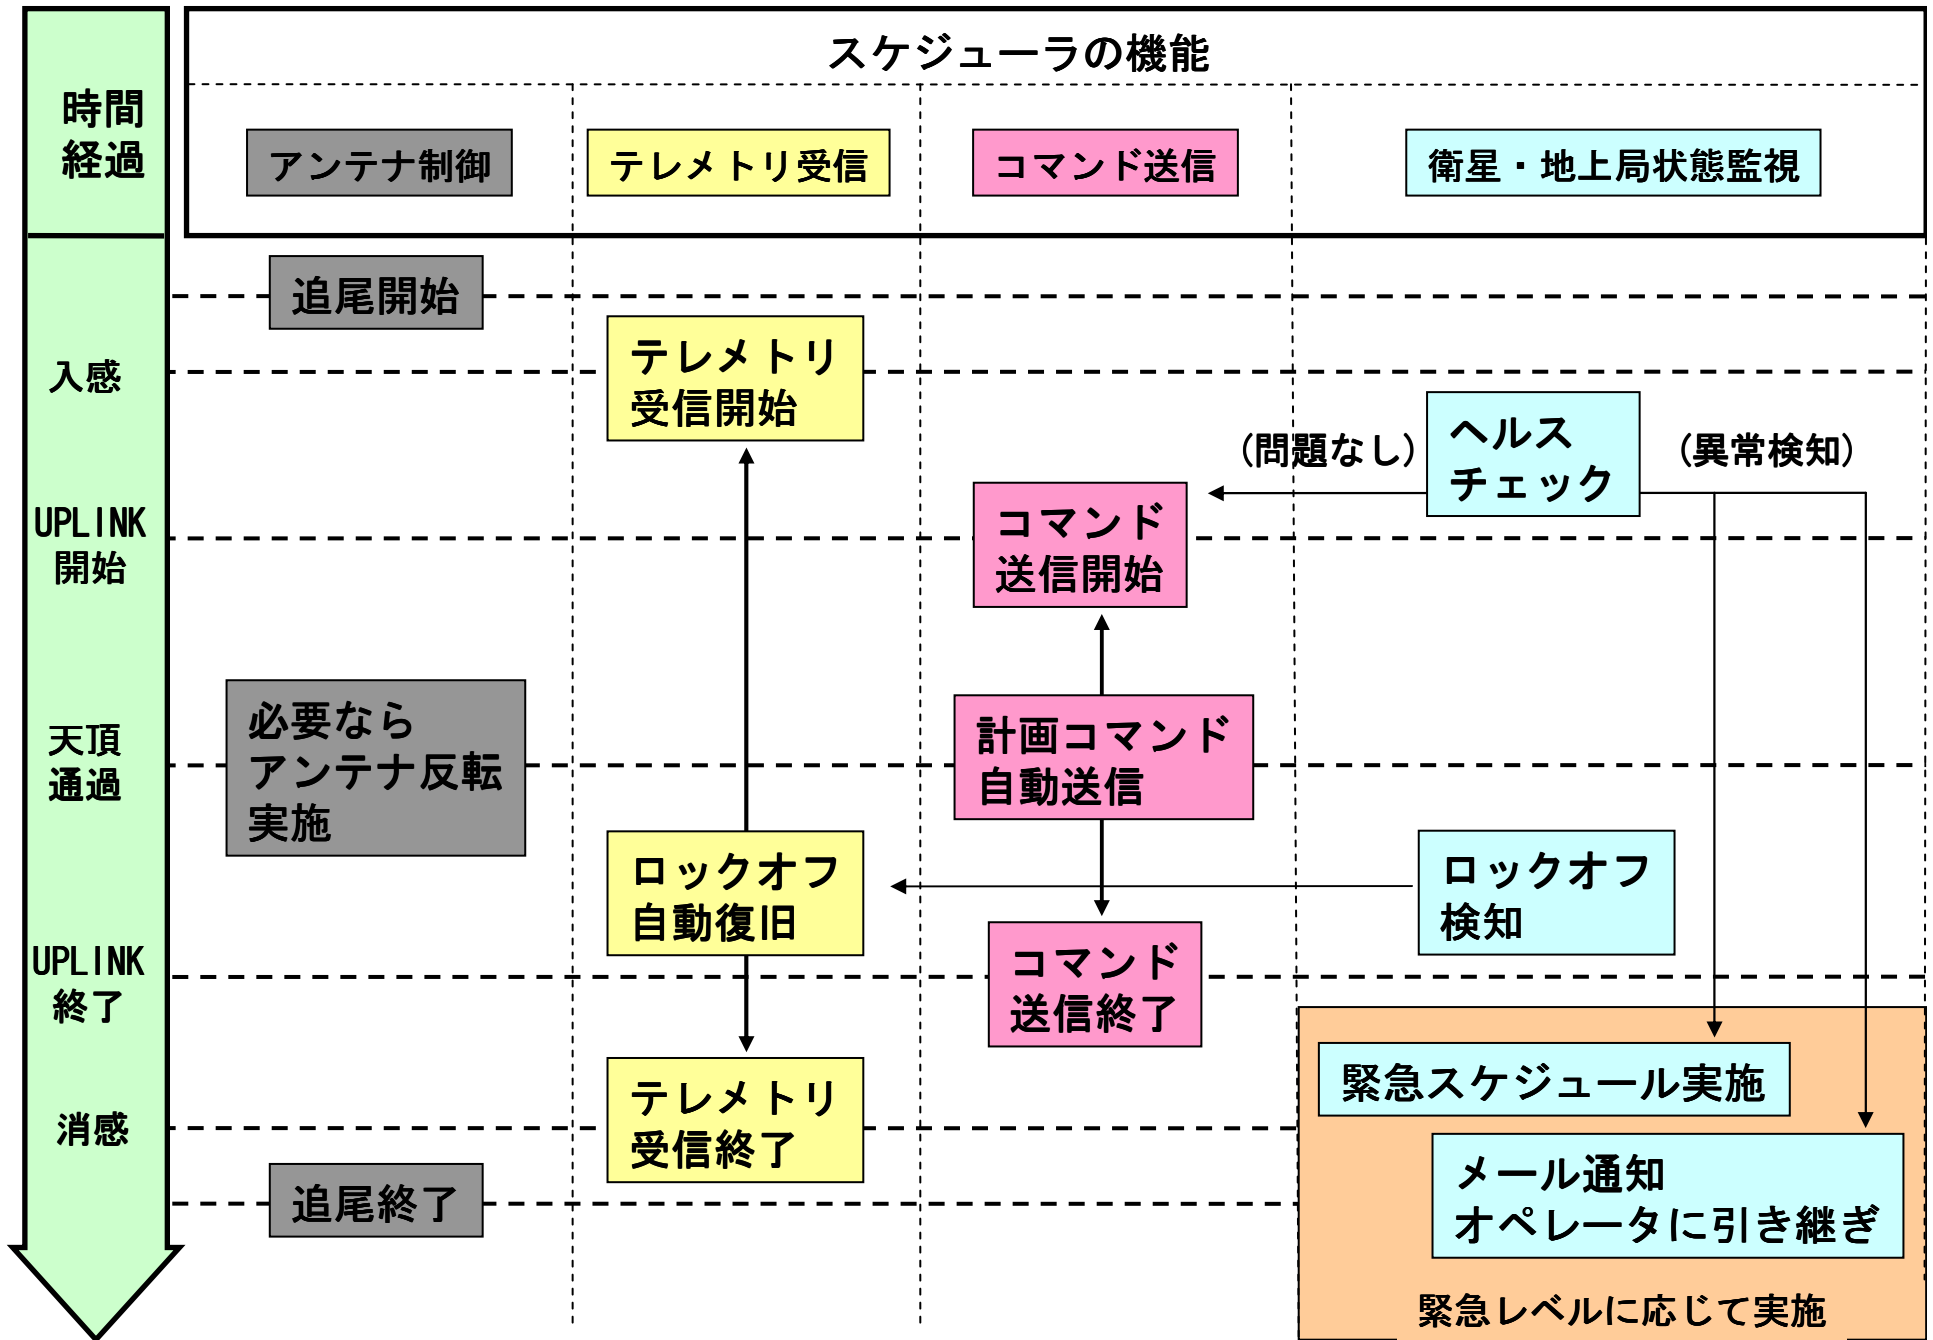 スケジューラの機能
時間
経過
アンテナ制御
テレメトリ受信
コマンド送信
衛星・地上局状態監視
追尾開始
入感
テレメトリ
受信開始
(問題なし)
ヘルス
チェック
(異常検知)
UPLINK
開始
コマンド
送信開始
天頂
通過
必要なら
アンテナ反転
実施
計画コマンド
自動送信
ロックオフ
自動復旧
ロックオフ
検知
UPLINK
終了
コマンド
送信終了
緊急スケジュール実施
消感
テレメトリ
受信終了
メール通知
オペレータに引き継ぎ
追尾終了
緊急レベルに応じて実施